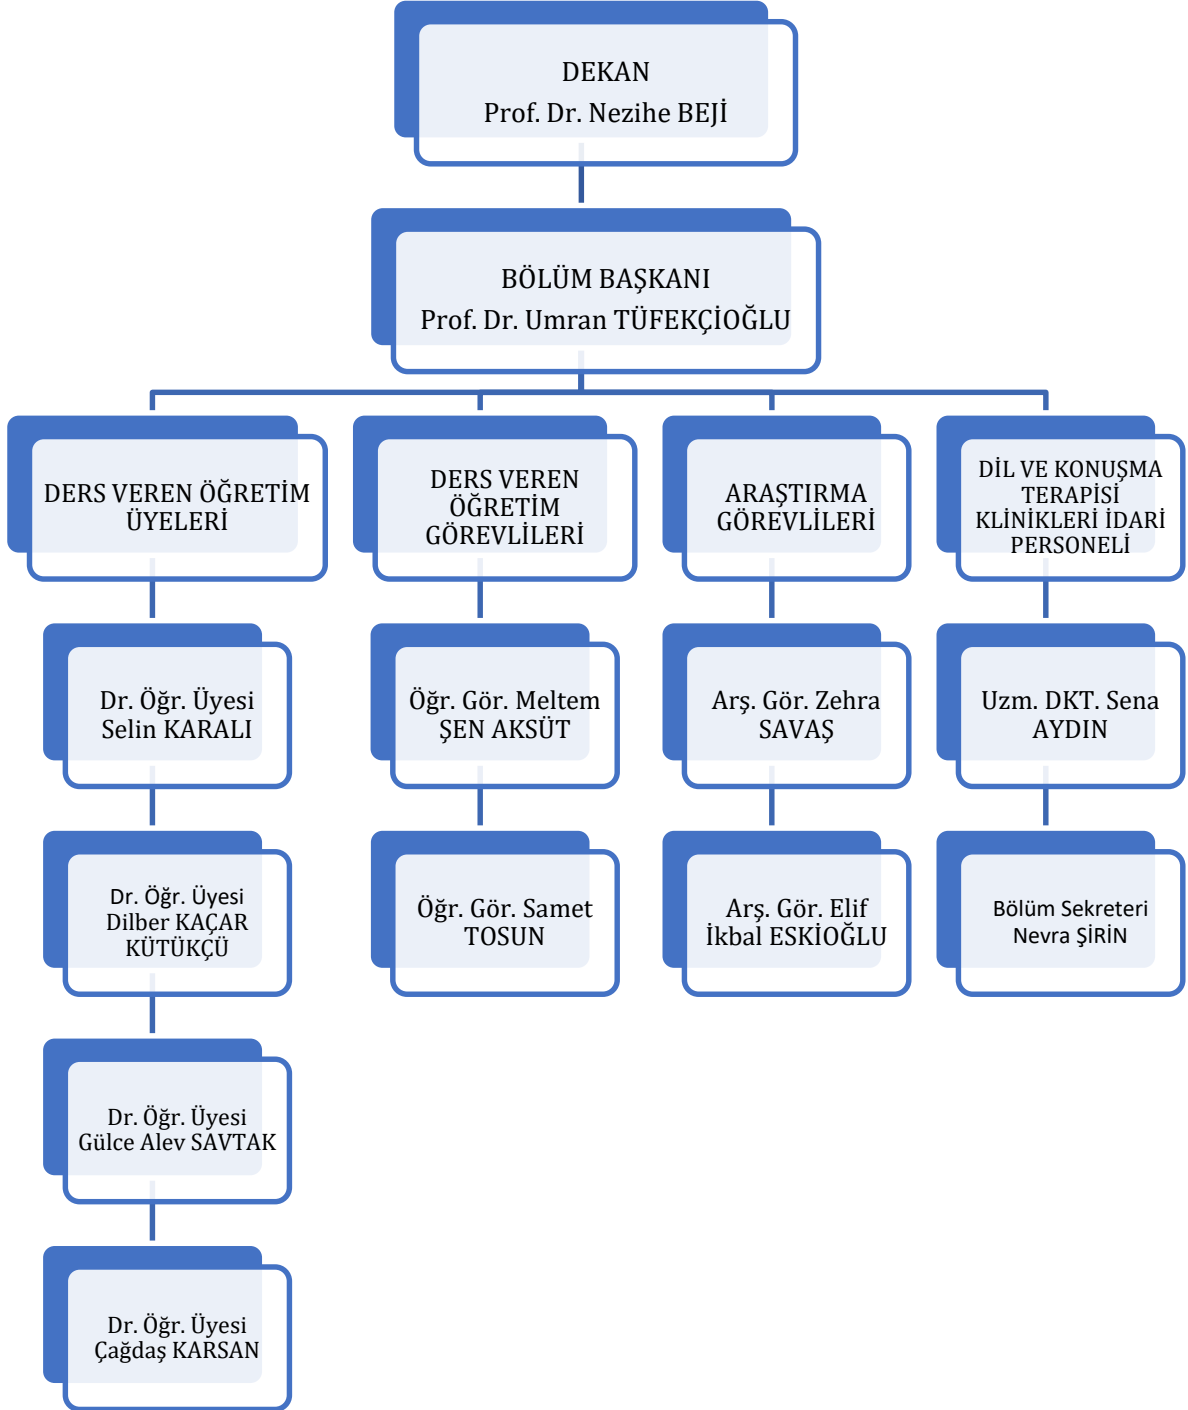 DEKAN
Prof. Dr. Nezihe BEJİ
BÖLÜM BAŞKANI
Prof. Dr. Umran TÜFEKÇİOĞLU
DERS VEREN ÖĞRETİM
ÜYELERİ
Dr. Öğr. Üyesi
Selin KARALI
Dr. Öğr. Üyesi
Dilber KAÇAR
KÜTÜKÇÜ
Dr. Öğr. Üyesi
Gülce Alev SAVTAK
Dr. Öğr. Üyesi
Çağdaş KARSAN
DERS VEREN
ÖĞRETİM
GÖREVLİLERİ
Öğr. Gör. Meltem
ŞEN AKSÜT
Öğr. Gör. Samet
TOSUN
ARAŞTIRMA
GÖREVLİLERİ
Arş. Gör. Zehra
SAVAŞ
Arş. Gör. Elif
İkbal ESKİOĞLU
DİL VE KONUŞMA
TERAPİSİ
KLİNİKLERİ İDARİ
PERSONELİ
Uzm. DKT. Sena
AYDIN
Bölüm Sekreteri
Nevra ŞİRİN